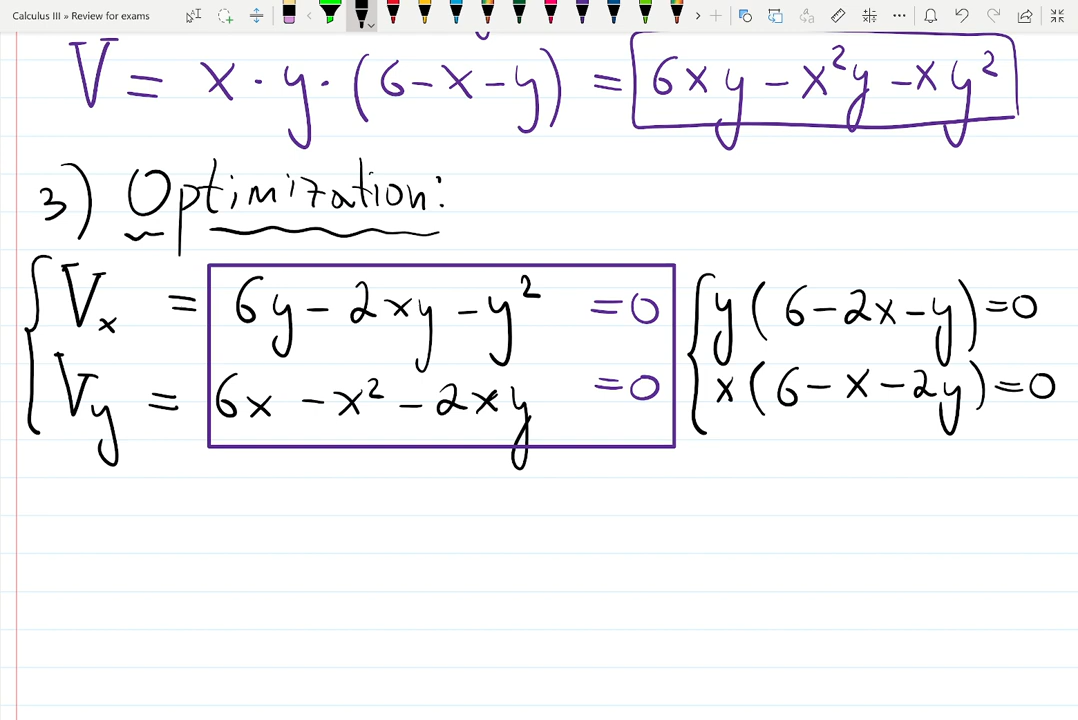 Calculus III » Review for exams
V = x · y · (6 - x - y) = 6xy - x²y - xy²
3) Optimization:
{ Vx = 6y - 2xy - y² = 0 { y(6 - 2x - y) = 0
Vy = 6x - x² - 2xy = 0 x(6 - x - 2y) = 0